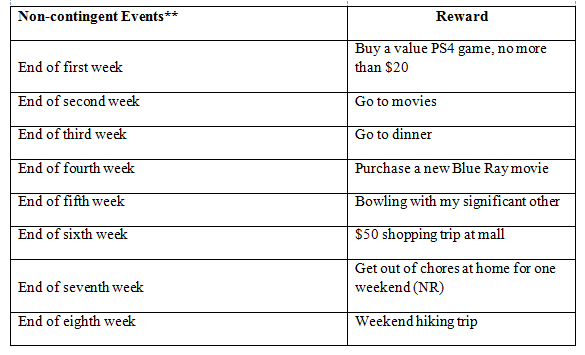 Non-contingent Events** Reward
Buy a value PS4 game, no more
End of first week than $20
End of second week Go to movies
End of third week Go to dinner
End of fourth week Purchase a new Blue Ray movie
End of fifth week Bowling with my significant other
End of sixth week $50 shopping trip at mall
Get out of chores at home for one
End of seventh week weekend (NR)
End of eighth week Weekend hiking trip